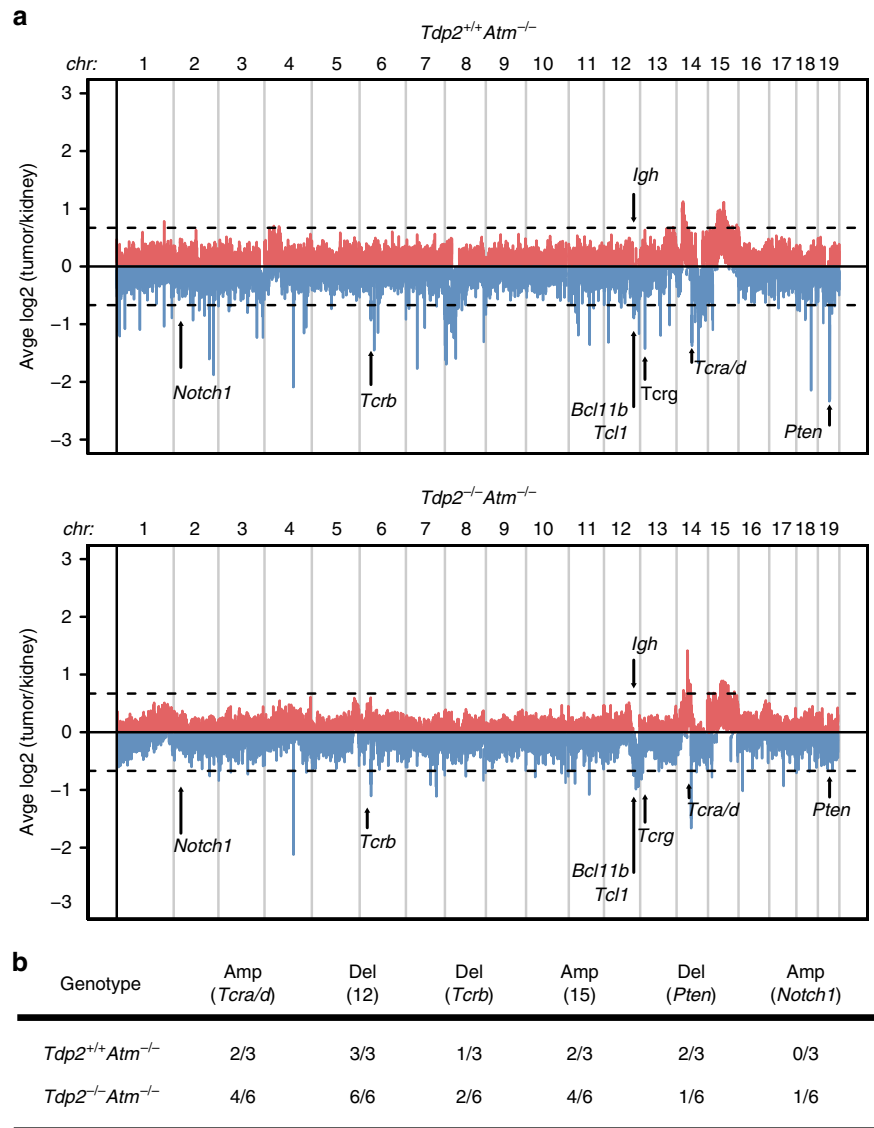 a
Tdp2+/+Atm−/−
chr: 1 2 3 4 5 6 7 8 9 10 11 12 13 14 15 16 17 18 19
3
2
1
0
−1
−2
−3
Avge log2 (tumor/kidney)
Igh
Notch1
Tcrb
Bcl11b
Tcl1
Tcrg
Tcra/d
Pten
Tdp2−/−Atm−/−
chr: 1 2 3 4 5 6 7 8 9 10 11 12 13 14 15 16 17 18 19
3
2
1
0
−1
−2
−3
Avge log2 (tumor/kidney)
Igh
Notch1
Tcrb
Bcl11b
Tcl1
Tcrg
Tcra/d
Pten
b
Genotype Amp (Tcra/d) Del (12) Del (Tcrb) Amp (15) Del (Pten) Amp (Notch1)
Tdp2+/+Atm−/− 2/3 3/3 1/3 2/3 2/3 0/3
Tdp2−/−Atm−/− 4/6 6/6 2/6 4/6 1/6 1/6